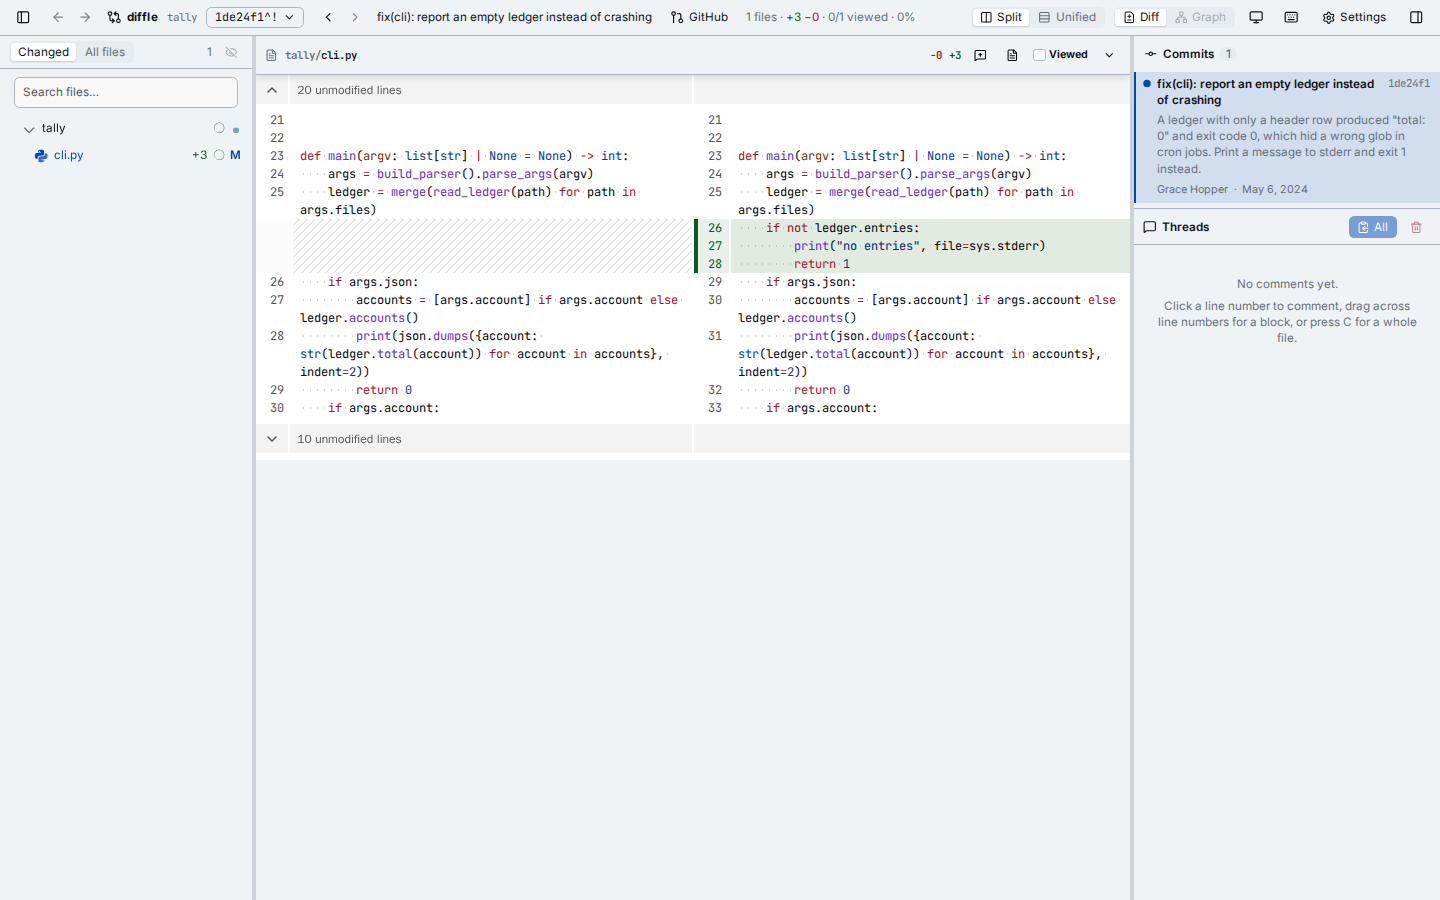 diffle tally 1de24f1^! fix(cli): report an empty ledger instead of crashing GitHub 1 files · +3 −0 · 0/1 viewed · 0% Split Unified Diff Graph Settings
Changed All files 1
Search files...
tally
cli.py +3 M
tally/cli.py -0 +3 Viewed
20 unmodified lines
21
22
23 def main(argv: list[str] | None = None) -> int:
24 args = build_parser().parse_args(argv)
25 ledger = merge(read_ledger(path) for path in
args.files)
26 if args.json:
27 accounts = [args.account] if args.account else
ledger.accounts()
28 print(json.dumps({account:
str(ledger.total(account)) for account in accounts},
indent=2))
29 return 0
30 if args.account:
21
22
23 def main(argv: list[str] | None = None) -> int:
24 args = build_parser().parse_args(argv)
25 ledger = merge(read_ledger(path) for path in
args.files)
26 if not ledger.entries:
27 print("no entries", file=sys.stderr)
28 return 1
29 if args.json:
30 accounts = [args.account] if args.account else
ledger.accounts()
31 print(json.dumps({account:
str(ledger.total(account)) for account in accounts},
indent=2))
32 return 0
33 if args.account:
10 unmodified lines
Commits 1
fix(cli): report an empty ledger instead 1de24f1
of crashing
A ledger with only a header row produced "total:
0" and exit code 0, which hid a wrong glob in
cron jobs. Print a message to stderr and exit 1
instead.
Grace Hopper · May 6, 2024
Threads All
No comments yet.
Click a line number to comment, drag across
line numbers for a block, or press C for a whole
file.